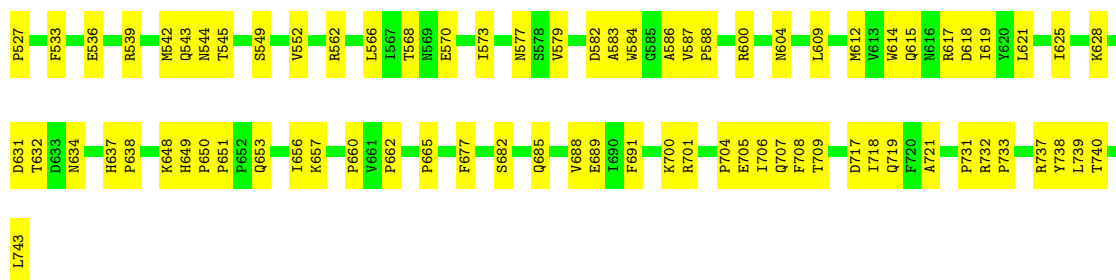 P527 F533 E536 R539 M542 Q543 N544 T545 S549 V552 R562 L566 I567 T568 N569 E570 I573 N577 S578 V579 D582 A583 W584 G585 A586 V587 P588 R600 N604 L609 M612 V613 W614 Q615 N616 R617 D618 I619 Y620 L621 I625 K628
D631 T632 D633 N634 H637 P638 K648 H649 P650 P651 P652 Q653 I656 K657 P660 V661 P662 P665 F677 S682 Q685 V688 E689 I690 F691 K700 R701 P704 E705 I706 Q707 F708 T709 D717 I718 Q719 F720 A721 P731 R732 P733 R737 Y738 L739 T740
L743